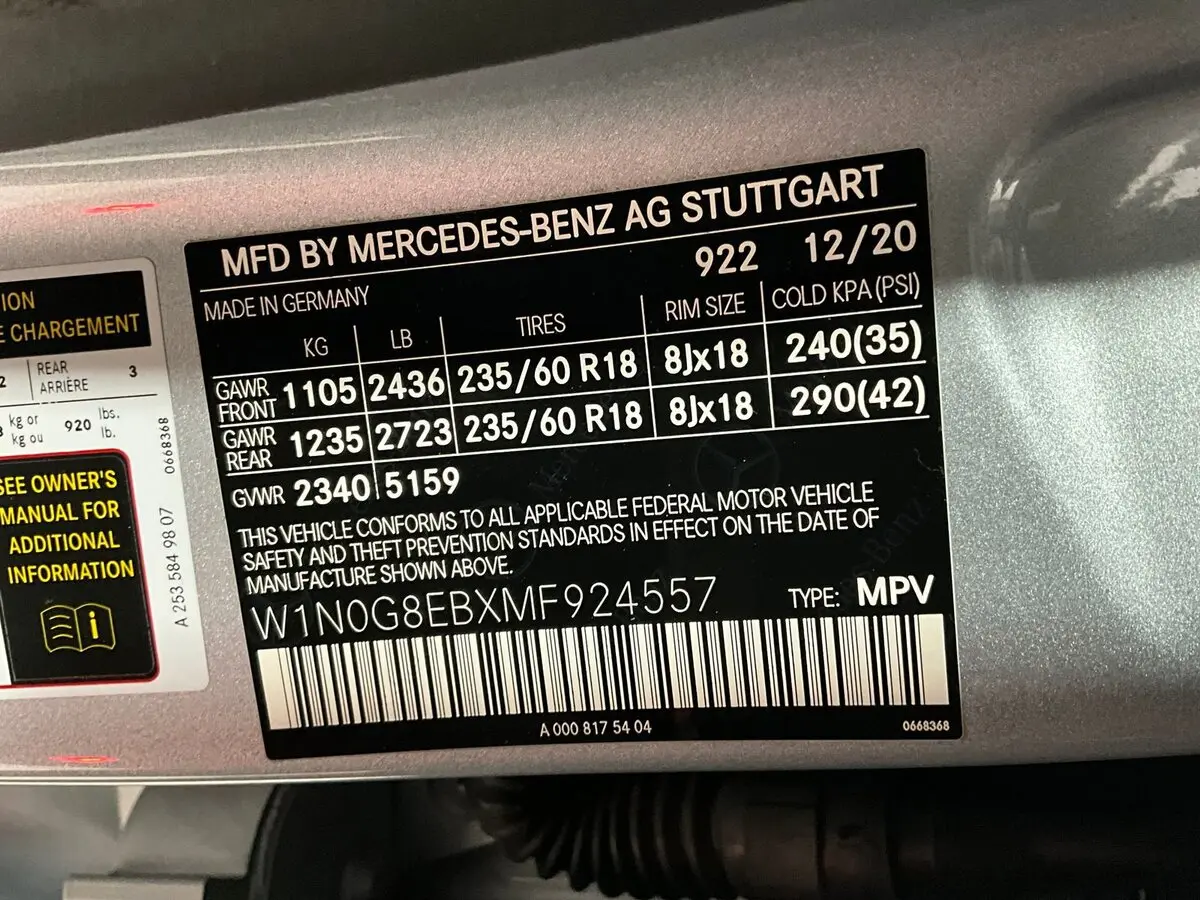 ION
E CHARGEMENT
2 REAR ARRIÈRE 3
kg or kg ou 920 lbs. lb.
0668368
SEE OWNER'S
MANUAL FOR
ADDITIONAL
INFORMATION
i
A 253 584 98 07
MFD BY MERCEDES-BENZ AG STUTTGART
922 12/20
MADE IN GERMANY
KG LB TIRES RIM SIZE COLD KPA (PSI)
GAWR FRONT 1105 2436 235/60 R18 8Jx18 240(35)
GAWR REAR 1235 2723 235/60 R18 8Jx18 290(42)
GVWR 2340 5159
THIS VEHICLE CONFORMS TO ALL APPLICABLE FEDERAL MOTOR VEHICLE
SAFETY AND THEFT PREVENTION STANDARDS IN EFFECT ON THE DATE OF
MANUFACTURE SHOWN ABOVE.
W1N0G8EBXMF924557 TYPE: MPV
A 000 817 54 04 0668368